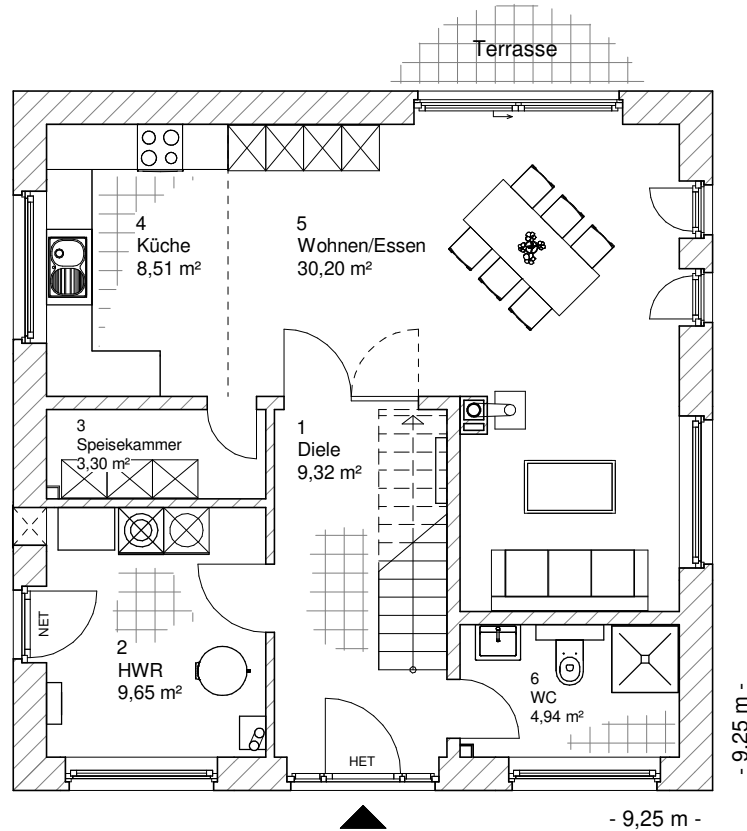 Terrasse
4
Küche
8,51 m²
5
Wohnen/Essen
30,20 m²
3
Speisekammer
3,30 m²
1
Diele
9,32 m²
NET
2
HWR
9,65 m²
6
WC
4,94 m²
HET
- 9,25 m -
- 9,25 m -